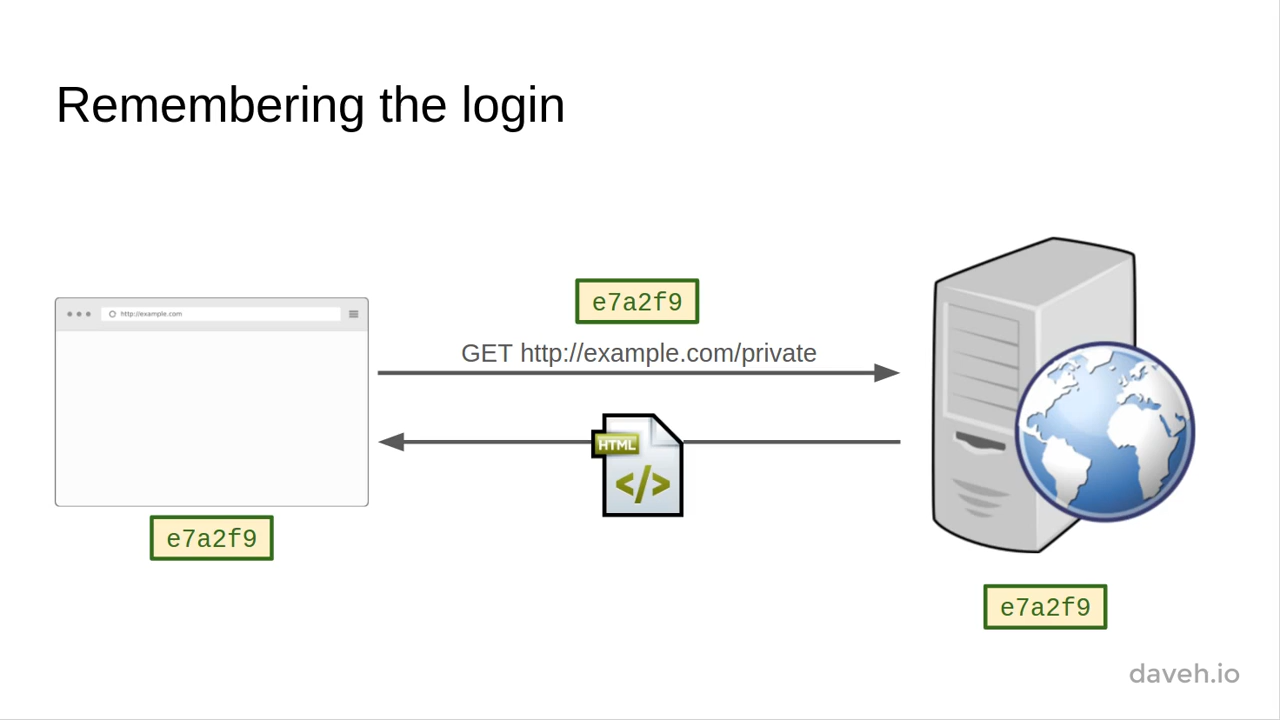 Remembering the login
e7a2f9
GET http://example.com/private
http://example.com
HTML
</>
e7a2f9
e7a2f9
daveh.io